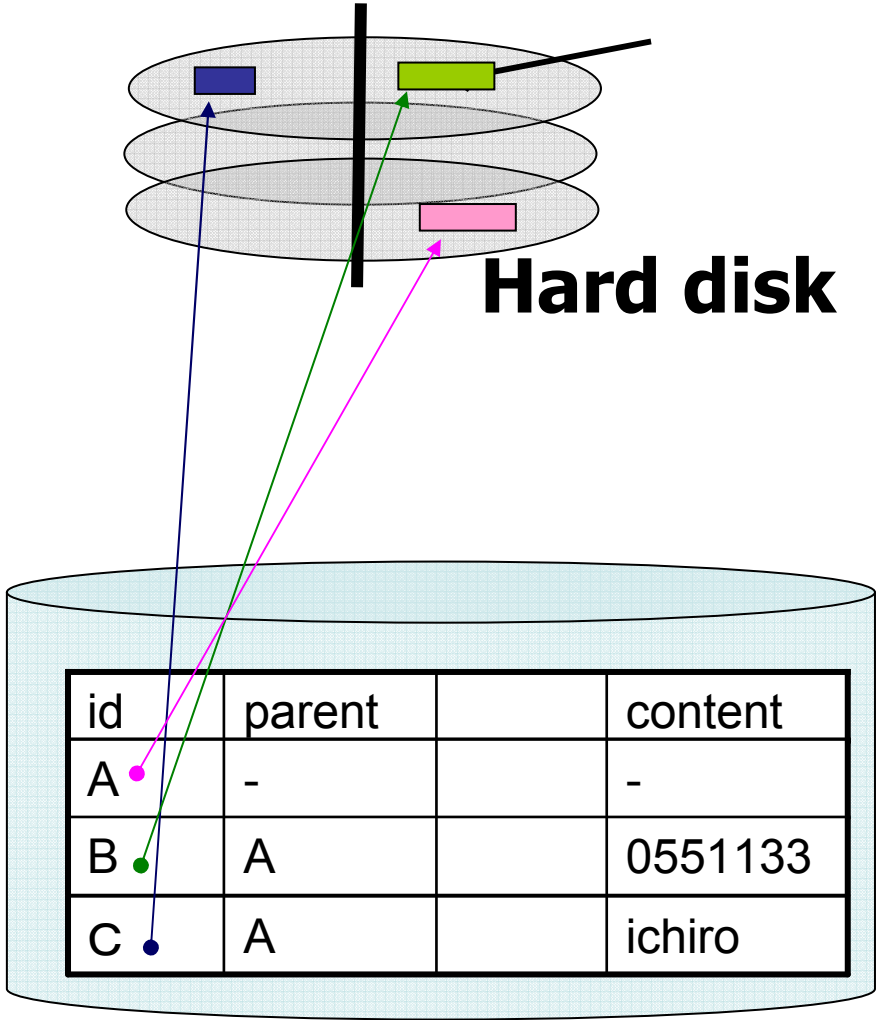 Hard disk
id parent content
A - -
B A 0551133
C A ichiro